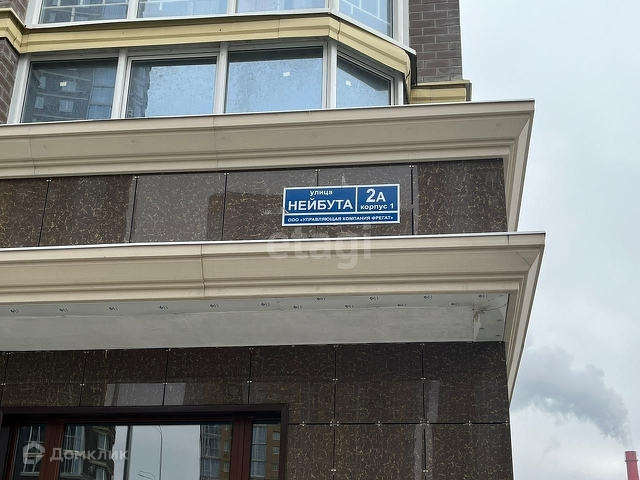 улица
НЕЙБУТА
2А
корпус 1
ООО «УПРАВЛЯЮЩАЯ КОМПАНИЯ ФРЕГАТ»
etagi
Домклик